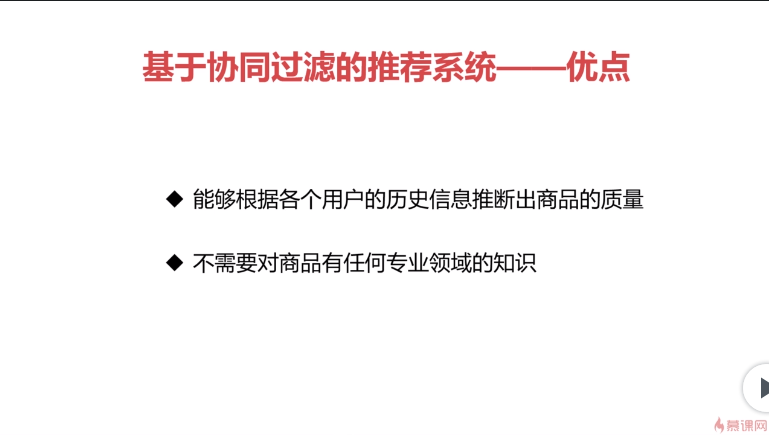 基于协同过滤的推荐系统——优点
◆ 能够根据各个用户的历史信息推断出商品的质量
◆ 不需要对商品有任何专业领域的知识
慕课网